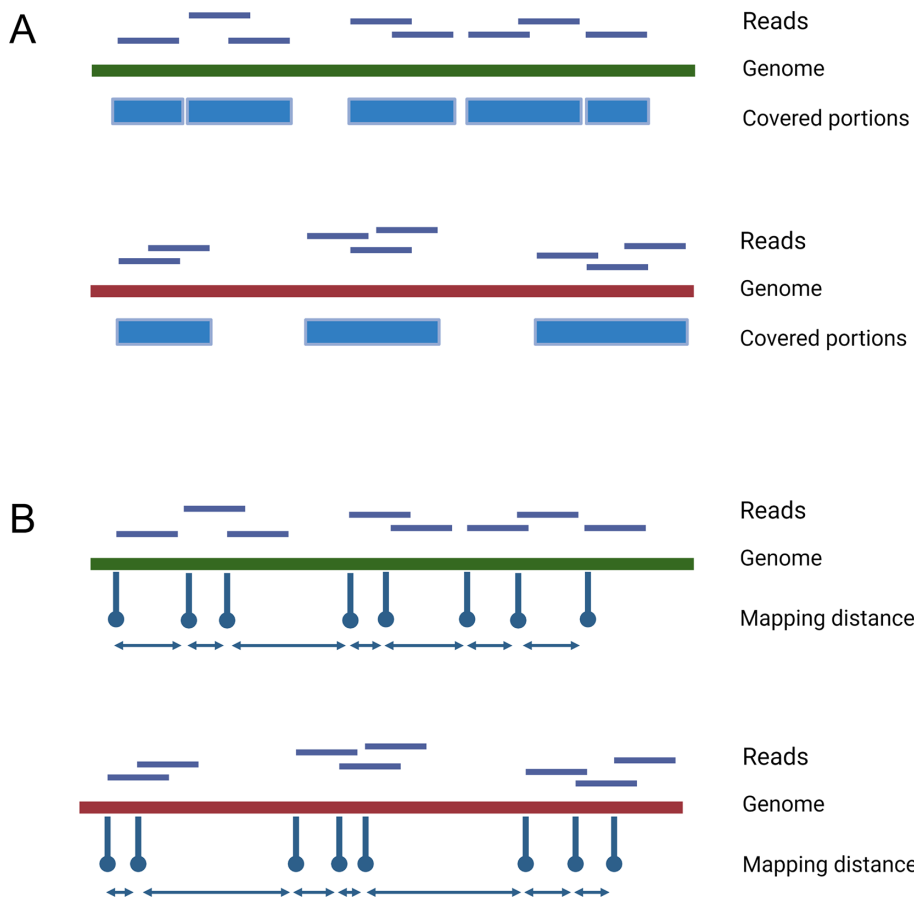 A
Reads
Genome
Covered portions
Reads
Genome
Covered portions
B
Reads
Genome
Mapping distance
Reads
Genome
Mapping distance